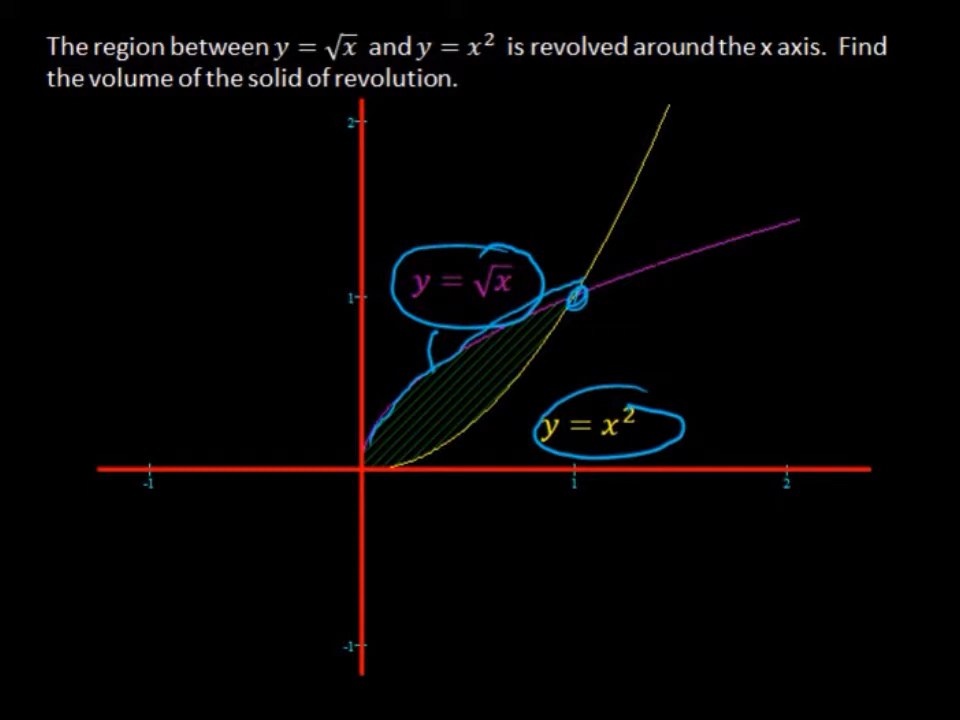 The region between y = √x and y = x² is revolved around the x axis. Find
the volume of the solid of revolution.
2
y = √x
1
y = x²
-1 1 2
-1